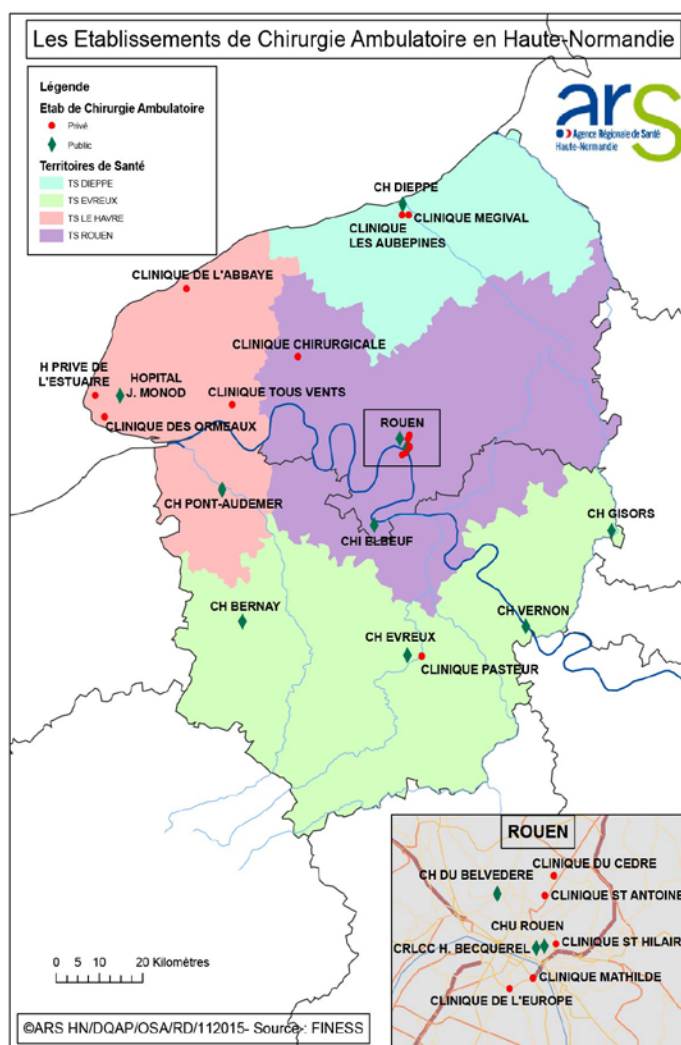 Les Etablissements de Chirurgie Ambulatoire en Haute-Normandie
Légende
Etab de Chirurgie Ambulatoire
Privé
Public
Territoires de Santé
TS DIEPPE
TS EVREUX
TS LE HAVRE
TS ROUEN
ars
Agence Régionale de Santé
Haute-Normandie
CH DIEPPE
CLINIQUE MEGIVAL
CLINIQUE
LES AUBEPINES
CLINIQUE DE L'ABBAYE
CLINIQUE CHIRURGICALE
H PRIVE DE
L'ESTUAIRE
HOPITAL
J. MONOD
CLINIQUE TOUS VENTS
CLINIQUE DES ORMEAUX
ROUEN
CH PONT-AUDEMER
CH GISORS
CHI ELBEUF
CH BERNAY
CH VERNON
CH EVREUX
CLINIQUE PASTEUR
ROUEN
CLINIQUE DU CEDRE
CH DU BELVEDERE
CLINIQUE ST ANTOINE
CHU ROUEN
CRLCC H. BECQUEREL
CLINIQUE ST HILAIR
CLINIQUE MATHILDE
CLINIQUE DE L'EUROPE
0 5 10 20 Kilomètres
©ARS HN/DQAP/OSA/RD/112015- Source : FINESS